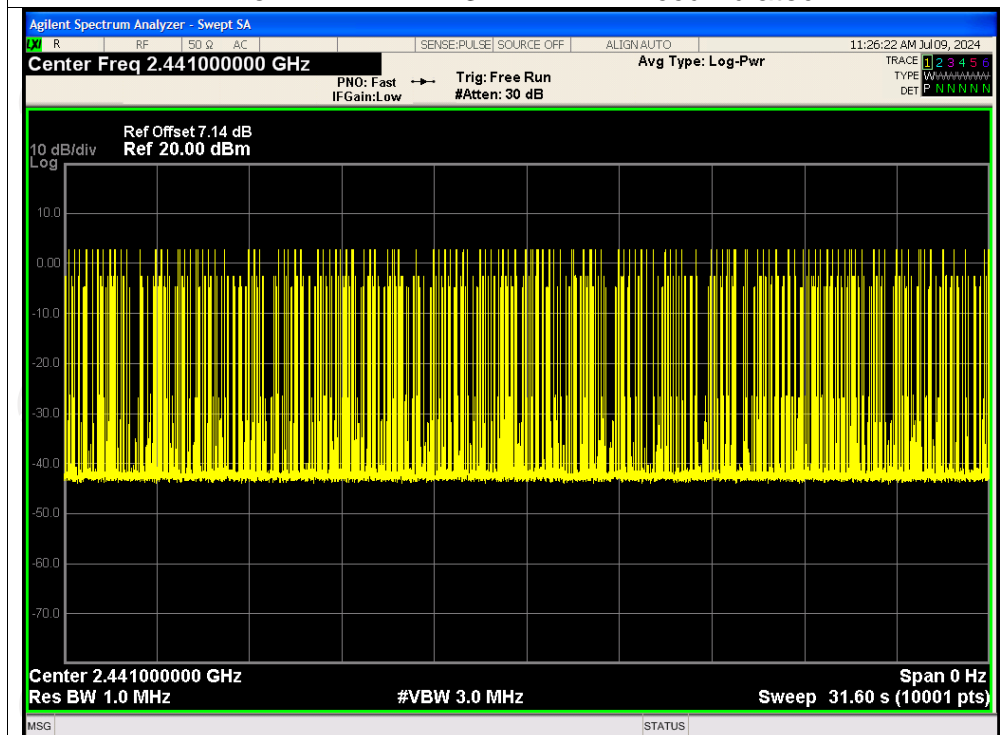 Agilent Spectrum Analyzer - Swept SA
LXI R RF 50 Ω AC SENSE:PULSE SOURCE OFF ALIGN AUTO 11:26:22 AM Jul 09, 2024
Center Freq 2.441000000 GHz Avg Type: Log-Pwr TRACE 1 2 3 4 5 6
PNO: Fast Trig: Free Run TYPE W
IFGain:Low #Atten: 30 dB DET P N N N N N
Ref Offset 7.14 dB
10 dB/div Ref 20.00 dBm
Log
10.0
0.00
-10.0
-20.0
-30.0
-40.0
-50.0
-60.0
-70.0
Center 2.441000000 GHz Span 0 Hz
Res BW 1.0 MHz #VBW 3.0 MHz Sweep 31.60 s (10001 pts)
MSG STATUS